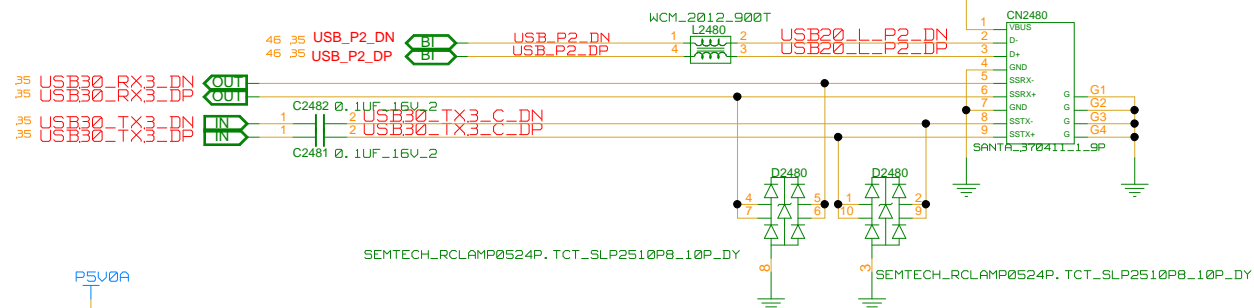 WCM_2012_900T
L2480
CN2480
46 35 USB_P2_DN BI USB_P2_DN 1 2 USB20_L_P2_DN
46 35 USB_P2_DP BI USB_P2_DP 4 3 USB20_L_P2_DP
1 VBUS
2 D-
3 D+
4 GND
5 SSRX-
6 SSRX+
7 GND
8 SSTX-
9 SSTX+
G G1
G G2
G G3
G G4
SANTA_370411_1_9P
35 USB30_RX3_DN OUT
35 USB30_RX3_DP OUT
C2482 0.1UF_16V_2
35 USB30_TX3_DN IN 1 2 USB30_TX3_C_DN
35 USB30_TX3_DP IN 1 2 USB30_TX3_C_DP
C2481 0.1UF_16V_2
D2480
D2480
4 5 1 2
7 6 10 9
SEMTECH_RCLAMP0524P.TCT_SLP2510P8_10P_DY
8
3
SEMTECH_RCLAMP0524P.TCT_SLP2510P8_10P_DY
P5V0A